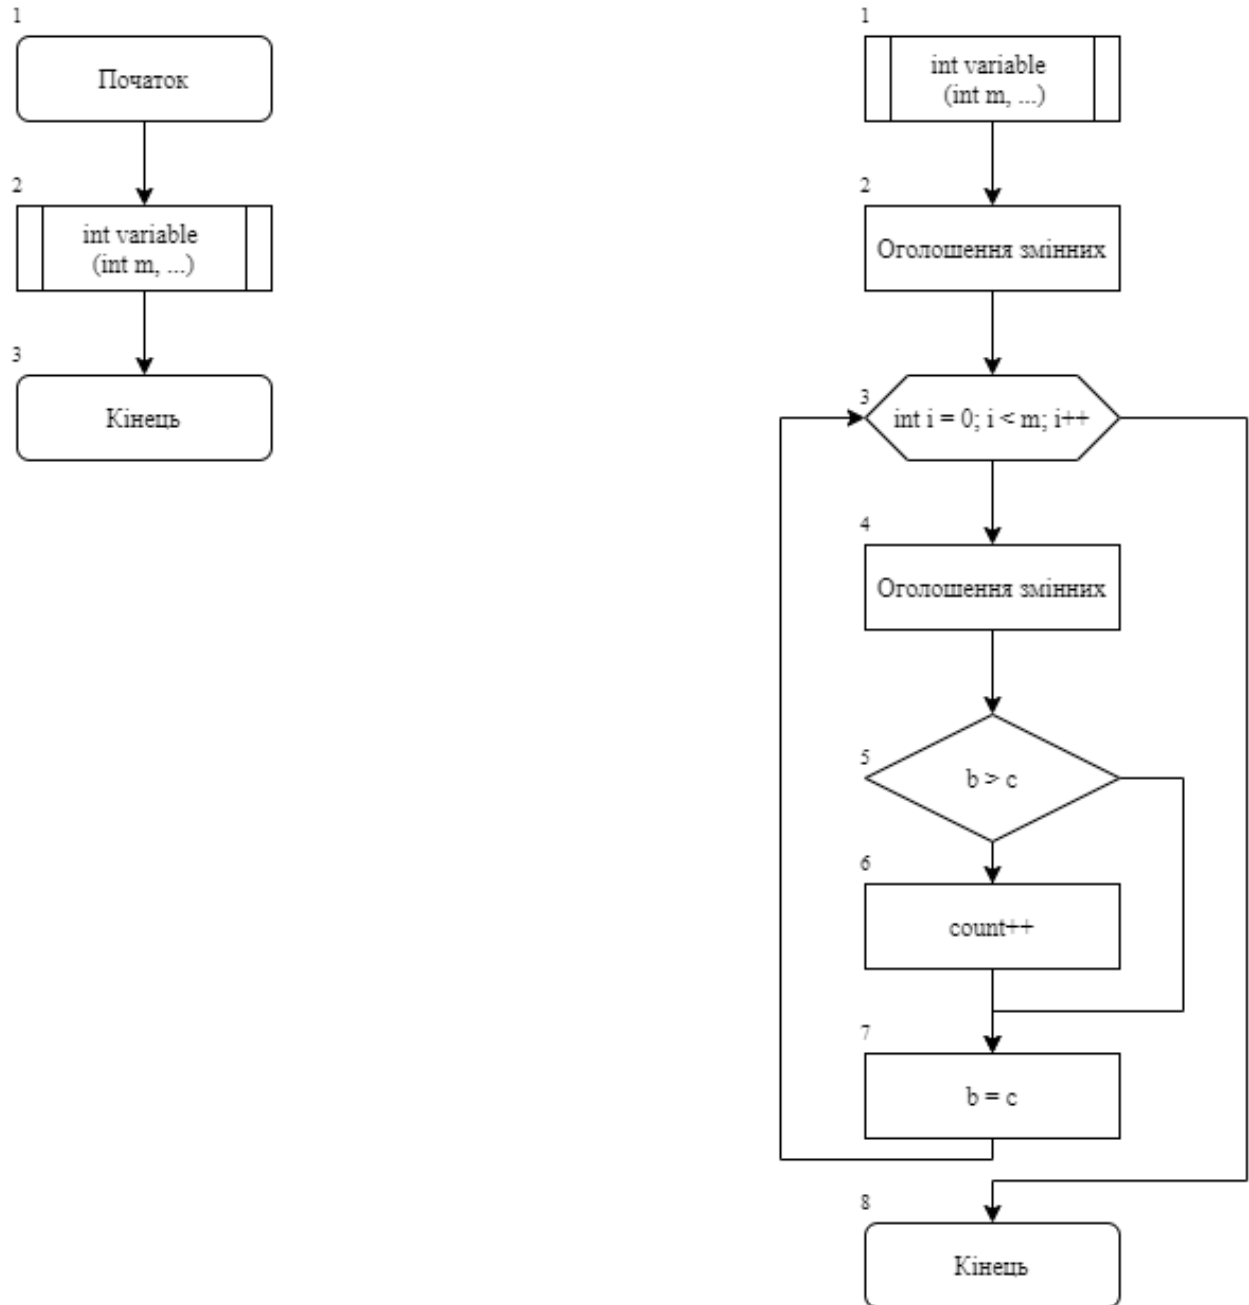 1
Початок
2
int variable
(int m, ...)
3
Кінець
1
int variable
(int m, ...)
2
Оголошення змінних
3
int i = 0; i < m; i++
4
Оголошення змінних
5
b > c
6
count++
7
b = c
8
Кінець